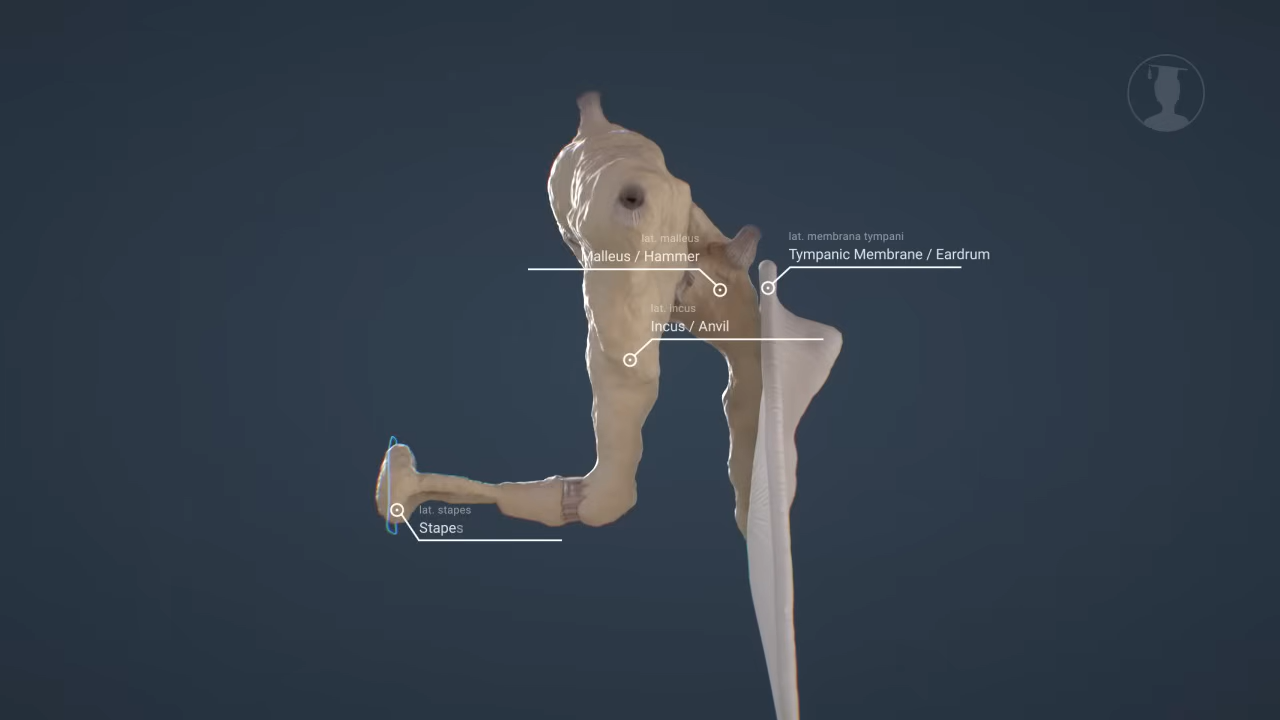 lat. malleus
Malleus / Hammer
lat. membrana tympani
Tympanic Membrane / Eardrum
lat. incus
Incus / Anvil
lat. stapes
Stapes